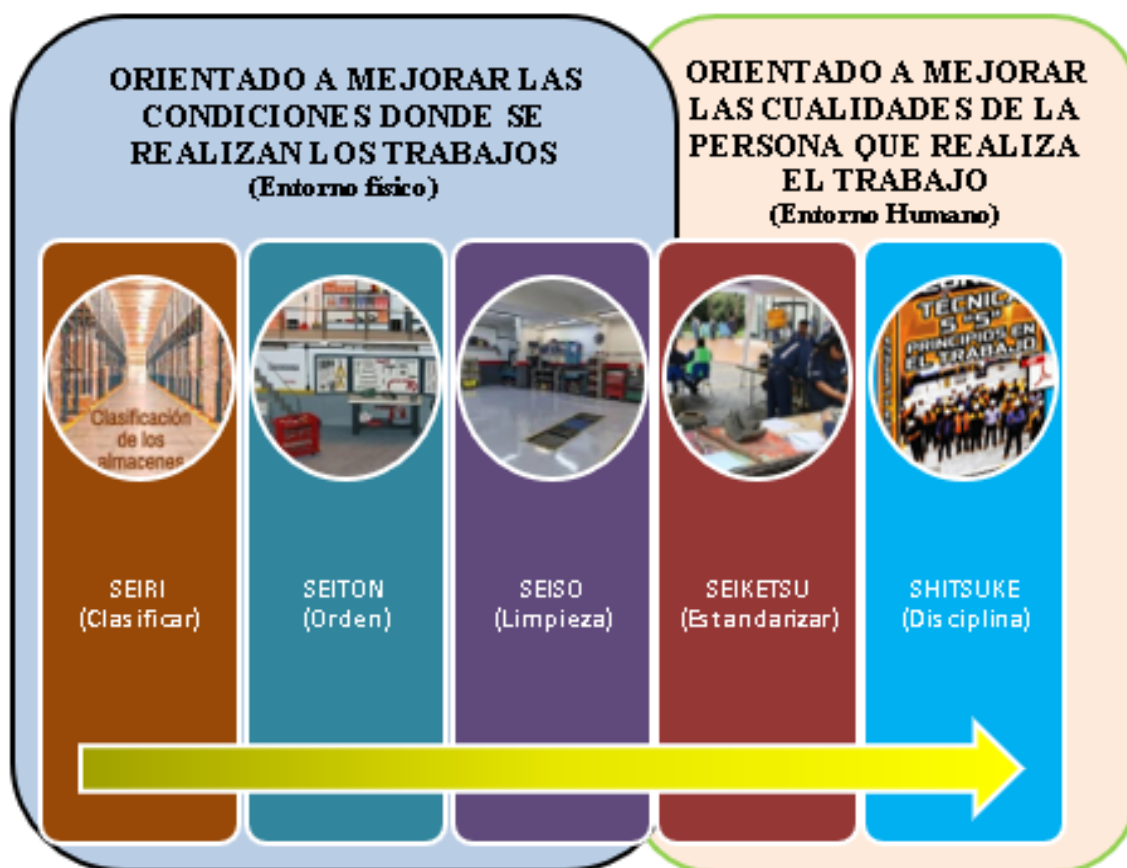 ORIENTADO A MEJORAR LAS
CONDICIONES DONDE SE
REALIZAN LOS TRABAJOS
(Entorno físico)
ORIENTADO A MEJORAR
LAS CUALIDADES DE LA
PERSONA QUE REALIZA
EL TRABAJO
(Entorno Humano)
Clasificación
de los
almacenes
TÉCNICA
5 "S"
PRINCIPIOS EN
EL TRABAJO
SEIRI
(Clasificar)
SEITON
(Orden)
SEISO
(Limpieza)
SEIKETSU
(Estandarizar)
SHITSUKE
(Disciplina)